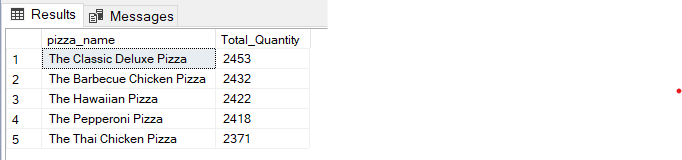 Results Messages
pizza_name Total_Quantity
1 The Classic Deluxe Pizza 2453
2 The Barbecue Chicken Pizza 2432
3 The Hawaiian Pizza 2422
4 The Pepperoni Pizza 2418
5 The Thai Chicken Pizza 2371